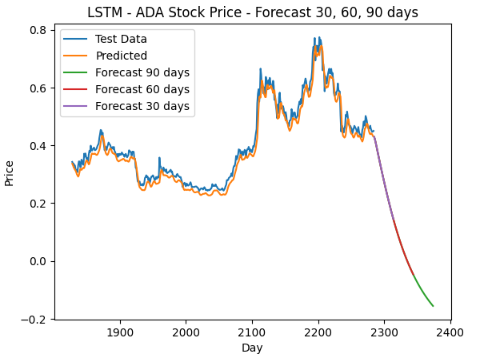 LSTM - ADA Stock Price - Forecast 30, 60, 90 days
Test Data
Predicted
Forecast 90 days
Forecast 60 days
Forecast 30 days
0.8
0.6
0.4
0.2
0.0
−0.2
Price
1900 2000 2100 2200 2300 2400
Day